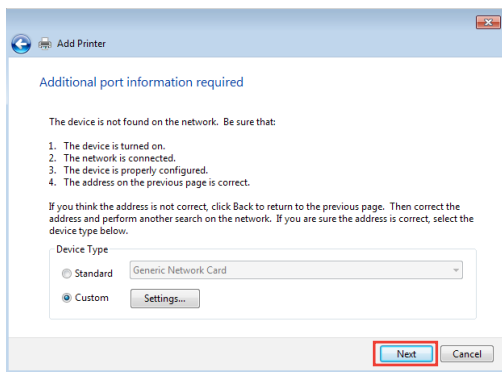 Add Printer
Additional port information required
The device is not found on the network. Be sure that:
1. The device is turned on.
2. The network is connected.
3. The device is properly configured.
4. The address on the previous page is correct.
If you think the address is not correct, click Back to return to the previous page. Then correct the
address and perform another search on the network. If you are sure the address is correct, select the
device type below.
Device Type
Standard Generic Network Card
Custom Settings...
Next Cancel